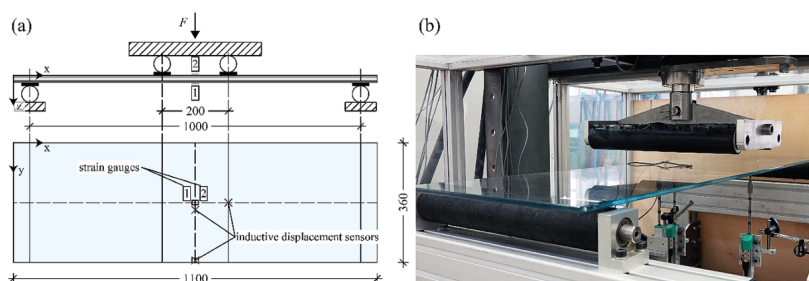 (a)
F
2
x
1
z
200
1000
x
y
strain gauges
1 2
inductive displacement sensors
1100
360
(b)